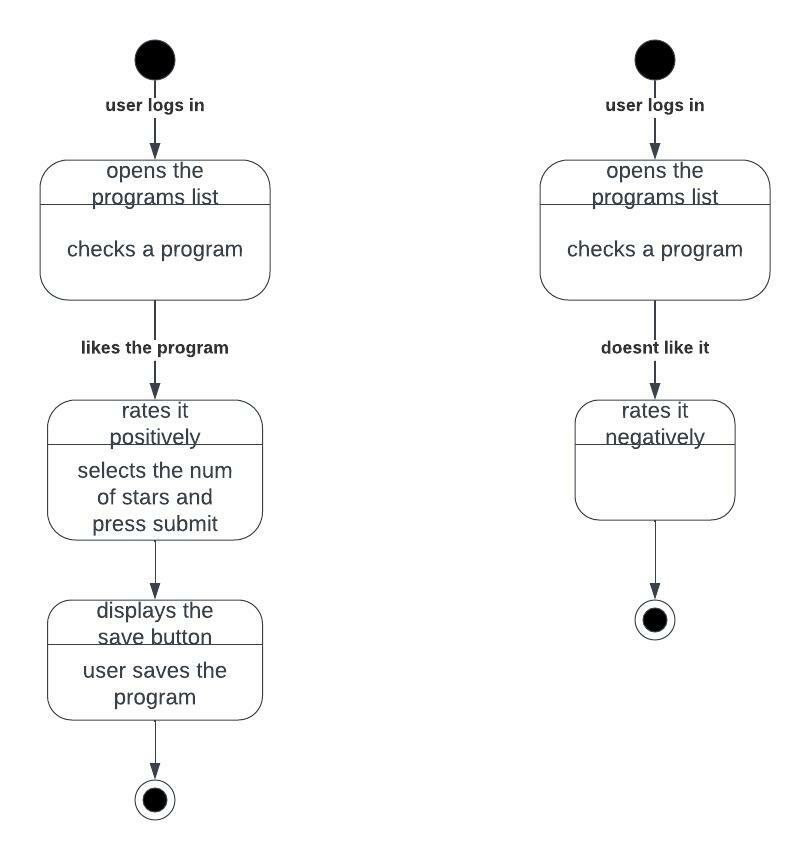 user logs in
opens the
programs list
checks a program
likes the program
rates it
positively
selects the num
of stars and
press submit
displays the
save button
user saves the
program
user logs in
opens the
programs list
checks a program
doesnt like it
rates it
negatively